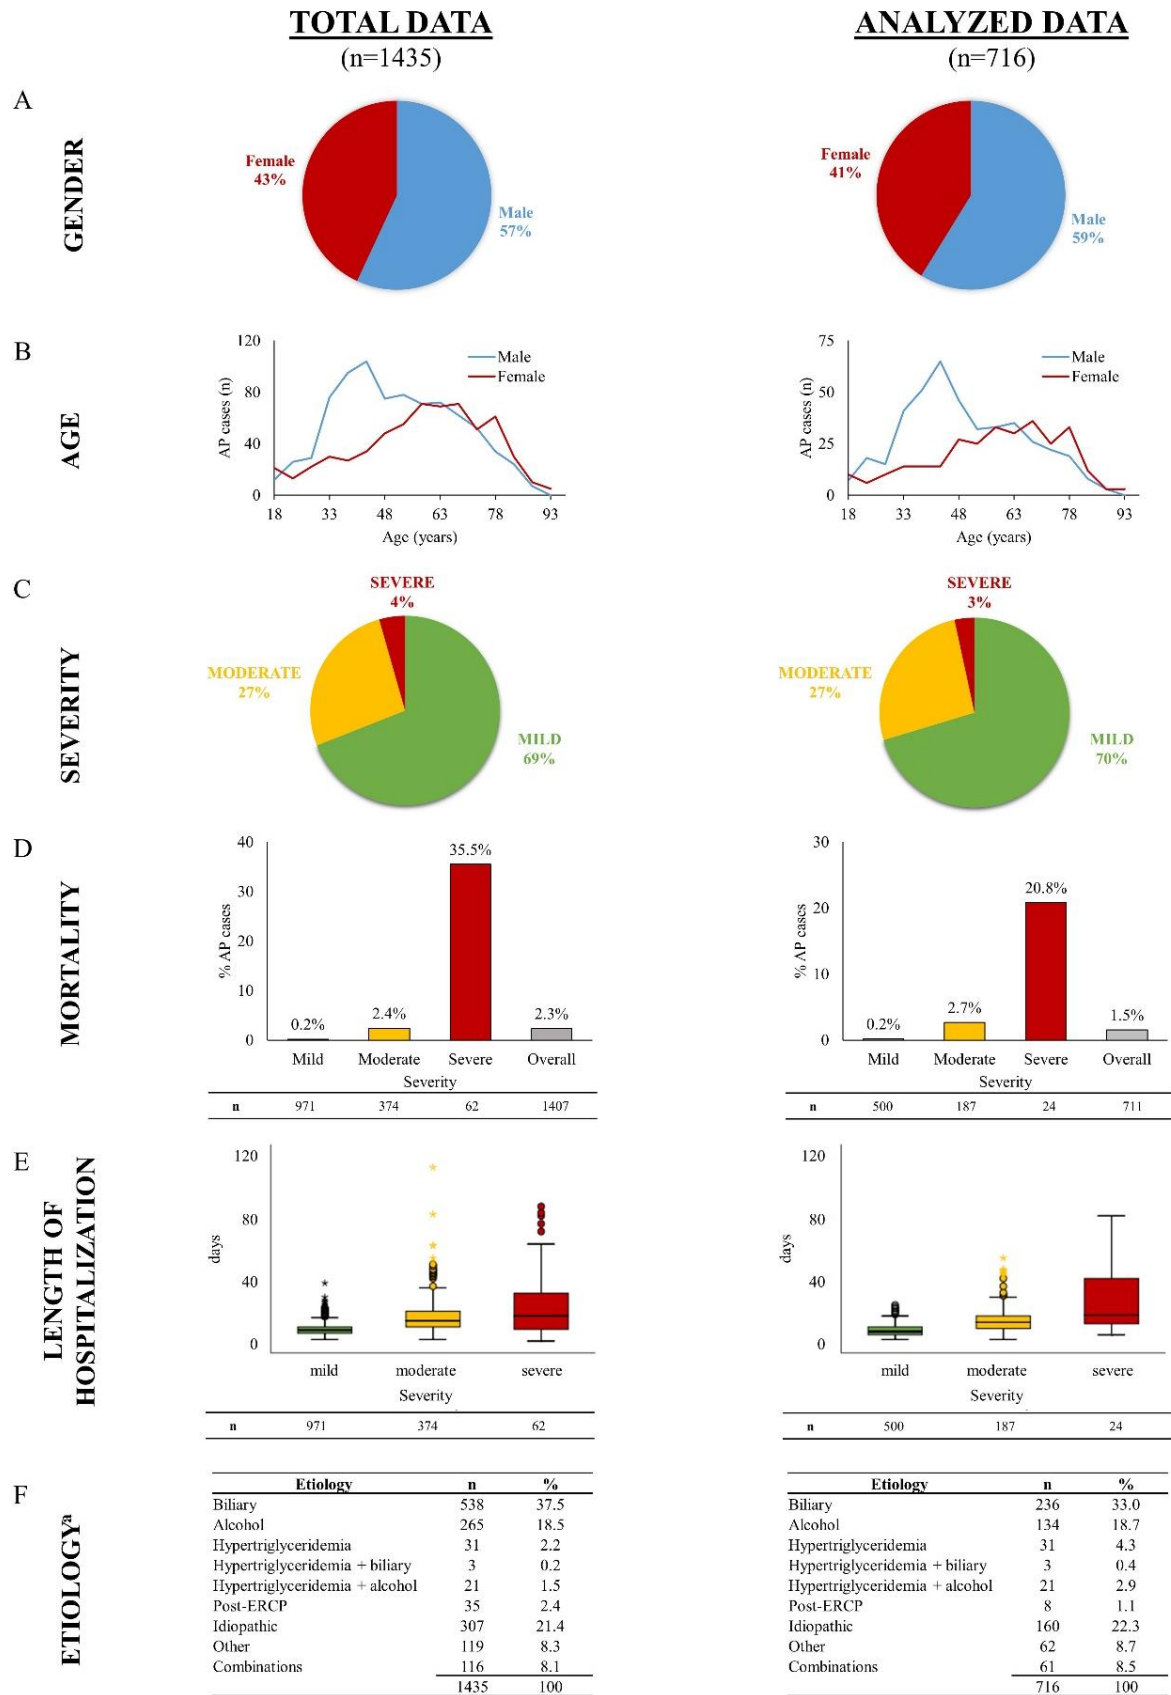 TOTAL DATA
(n=1435)
ANALYZED DATA
(n=716)
A
GENDER
Female
43%
Male
57%
Female
41%
Male
59%
B
AGE
AP cases (n)
120
80
40
0
Male
Female
18 33 48 63 78 93
Age (years)
AP cases (n)
75
50
25
0
Male
Female
18 33 48 63 78 93
Age (years)
C
SEVERITY
SEVERE
4%
MODERATE
27%
MILD
69%
SEVERE
3%
MODERATE
27%
MILD
70%
D
MORTALITY
% AP cases
40
30
20
10
0
0.2%
2.4%
35.5%
2.3%
Mild Moderate Severe Overall
Severity
n 971 374 62 1407
% AP cases
30
20
10
0
0.2%
2.7%
20.8%
1.5%
Mild Moderate Severe Overall
Severity
n 500 187 24 711
E
LENGTH OF
HOSPITALIZATION
days
120
80
40
0
mild moderate severe
Severity
n 971 374 62
days
120
80
40
0
mild moderate severe
Severity
n 500 187 24
F
ETIOLOGYᵃ
Etiology n %
Biliary 538 37.5
Alcohol 265 18.5
Hypertriglyceridemia 31 2.2
Hypertriglyceridemia + biliary 3 0.2
Hypertriglyceridemia + alcohol 21 1.5
Post-ERCP 35 2.4
Idiopathic 307 21.4
Other 119 8.3
Combinations 116 8.1
1435 100
Etiology n %
Biliary 236 33.0
Alcohol 134 18.7
Hypertriglyceridemia 31 4.3
Hypertriglyceridemia + biliary 3 0.4
Hypertriglyceridemia + alcohol 21 2.9
Post-ERCP 8 1.1
Idiopathic 160 22.3
Other 62 8.7
Combinations 61 8.5
716 100